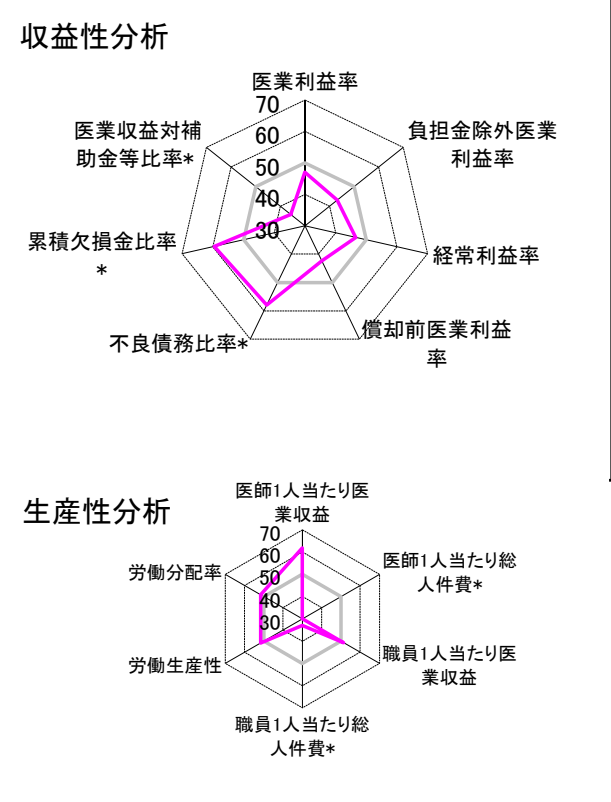 収益性分析
医業利益率
70
60
50
40
30
負担金除外医業
利益率
経常利益率
償却前医業利益
率
不良債務比率*
累積欠損金比率
*
医業収益対補
助金等比率*
生産性分析
医師1人当たり医
業収益
70
60
50
40
30
医師1人当たり総
人件費*
職員1人当たり医
業収益
職員1人当たり総
人件費*
労働生産性
労働分配率